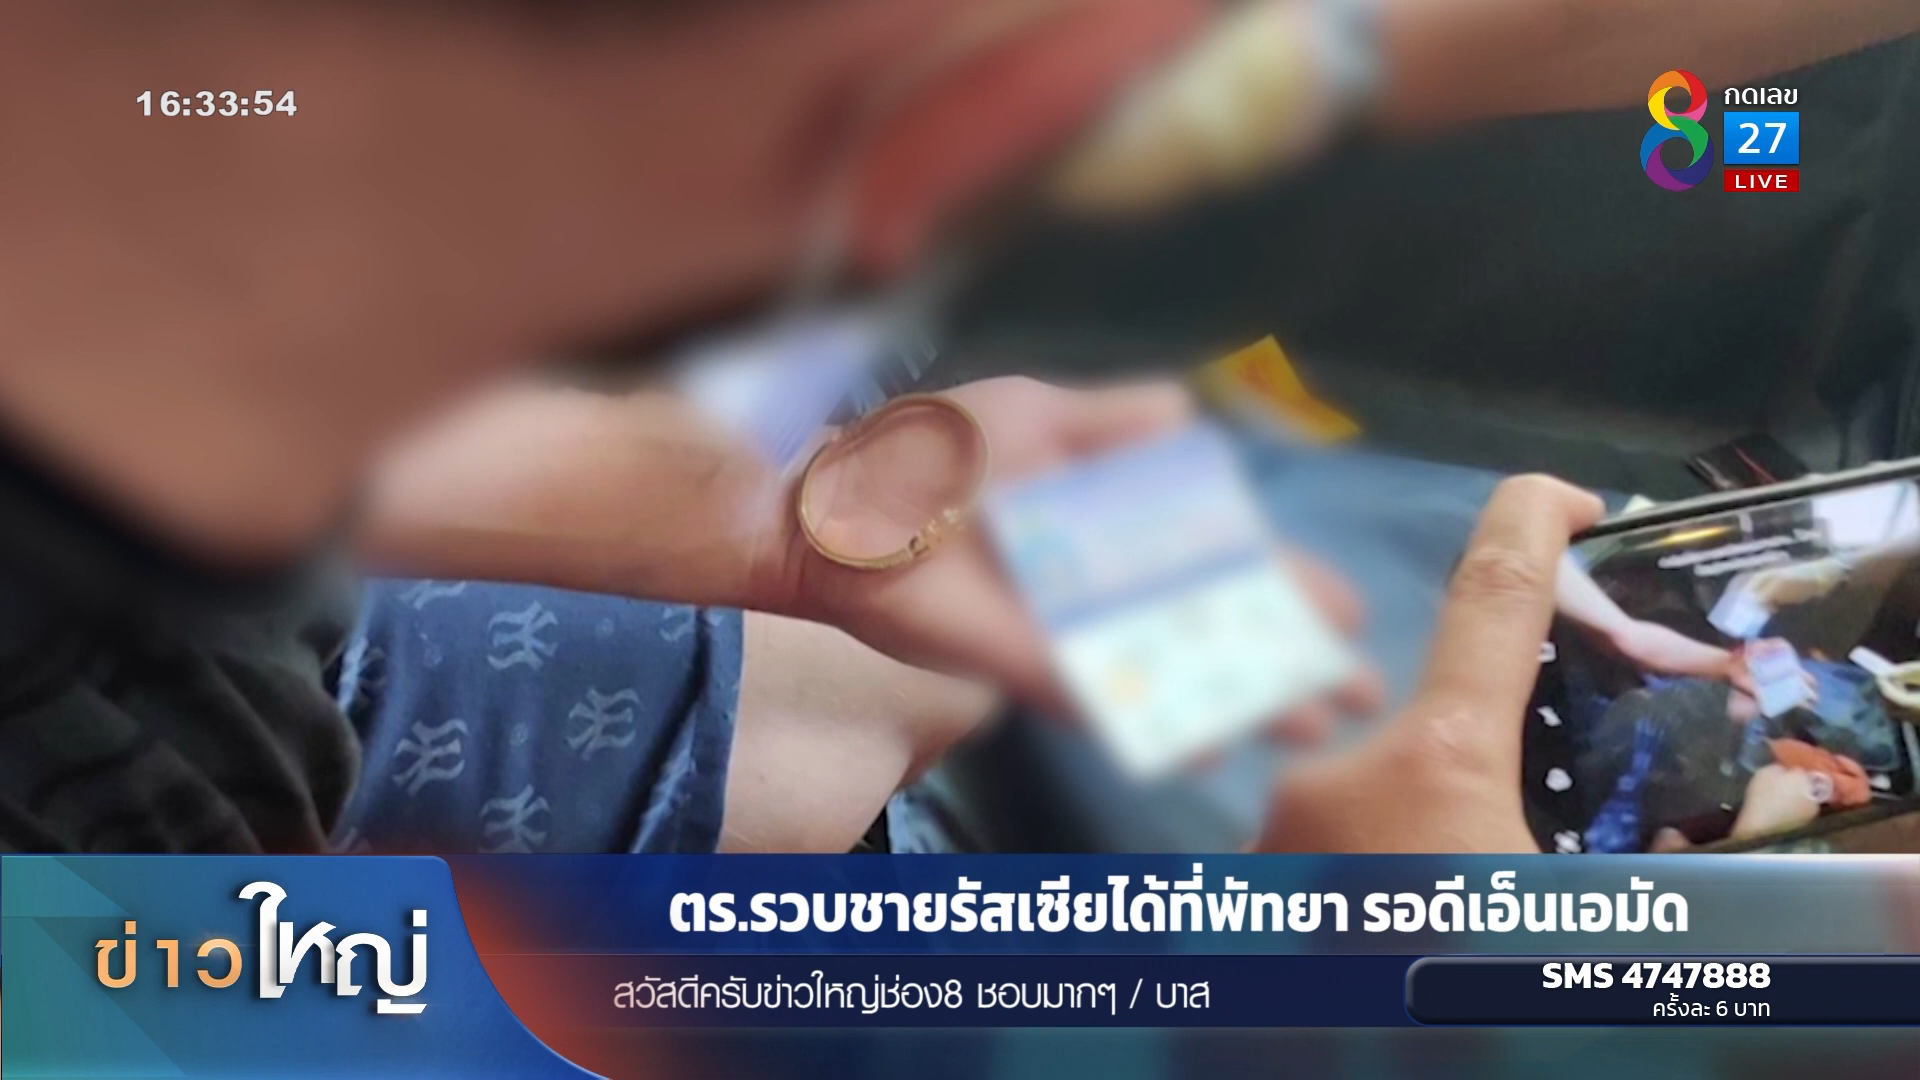 16:33:54
กดเลข
27
LIVE
ข่าวใหญ่
ตร.รวบชายรัสเซียได้ที่พัทยา รอดีเอ็นเอมัด
สวัสดีครับข่าวใหญ่ช่อง8 ชอบมากๆ / บาส
SMS 4747888
ครั้งละ 6 บาท